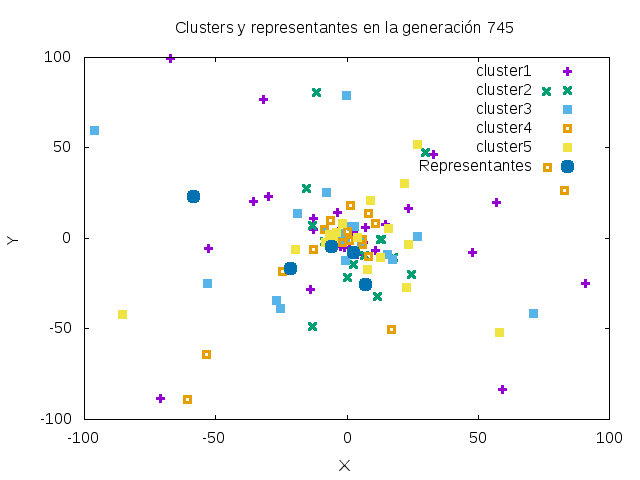 Clusters y representantes en la generación 745
100
50
0
-50
-100
-100
-50
0
50
100
Y
X
cluster1
cluster2
cluster3
cluster4
cluster5
Representantes